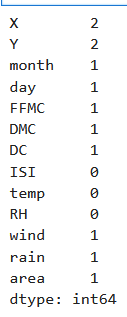 X 2
Y 2
month 1
day 1
FFMC 1
DMC 1
DC 1
ISI 0
temp 0
RH 0
wind 1
rain 1
area 1
dtype: int64